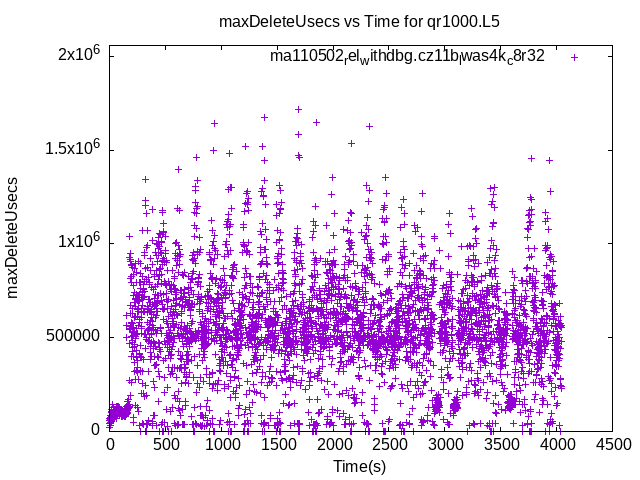 maxDeleteUsecs vs Time for qr1000.L5
ma110502_rel_withdbg.cz11b_lwas4k_c8r32
2x10^6
1.5x10^6
1x10^6
500000
0
maxDeleteUsecs
0 500 1000 1500 2000 2500 3000 3500 4000 4500
Time(s)